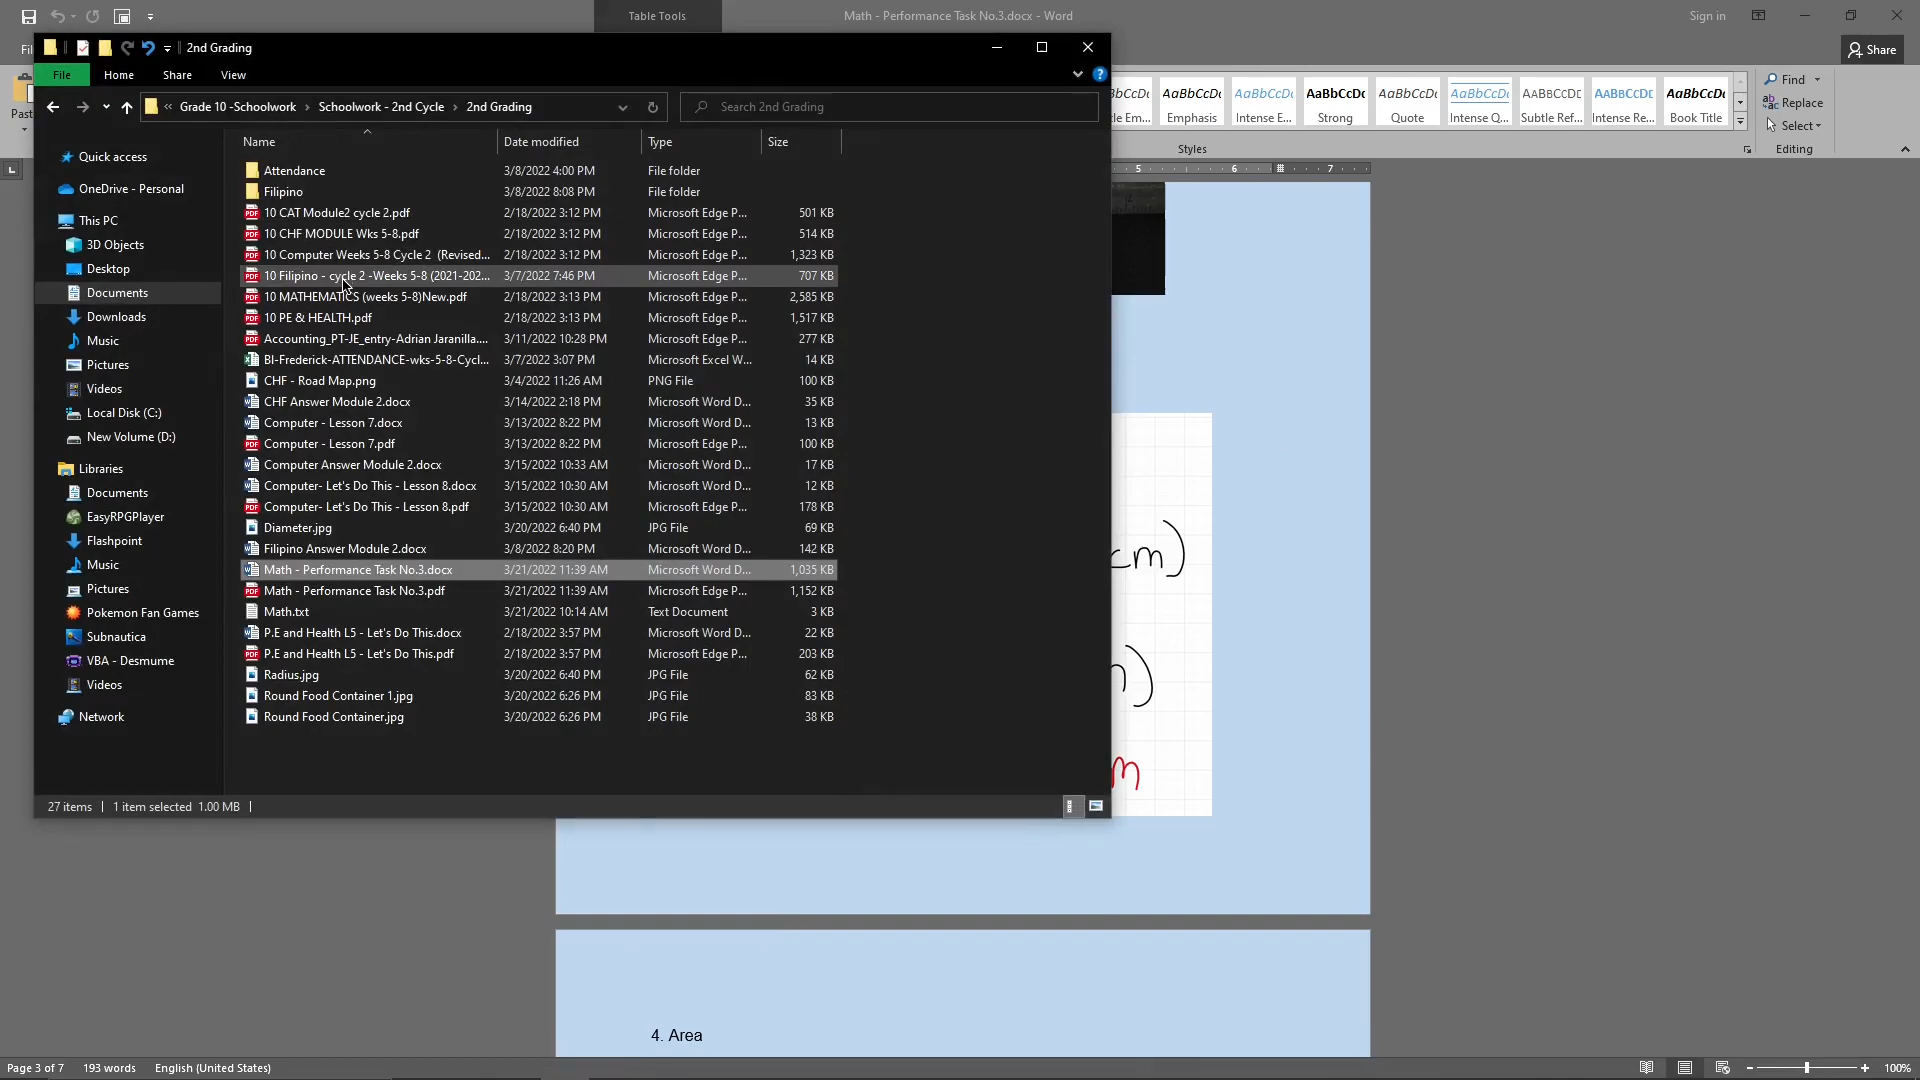 Table Tools
Math - Performance Task No.3.docx - Word
Sign in
2nd Grading
Share
File
Home
Share
View
Grade 10 -Schoolwork
Schoolwork - 2nd Cycle
2nd Grading
Search 2nd Grading
Past
AaBbCcDc AaBbCcDc AaBbCcDc AaBbCcDc AaBbCcDc AaBbCcDc AABBCCDD AABBCCDD AaBbCcDc
le Em... Emphasis Intense E... Strong Quote Intense Q... Subtle Ref... Intense Re... Book Title
Find
Replace
Select
Styles
Editing
Name Date modified Type Size
Quick access
OneDrive - Personal
This PC
3D Objects
Desktop
Documents
Downloads
Music
Pictures
Videos
Local Disk (C:)
New Volume (D:)
Libraries
Documents
EasyRPGPlayer
Flashpoint
Music
Pictures
Pokemon Fan Games
Subnautica
VBA - Desmume
Videos
Network
Attendance 3/8/2022 4:00 PM File folder
Filipino 3/8/2022 8:08 PM File folder
10 CAT Module2 cycle 2.pdf 2/18/2022 3:12 PM Microsoft Edge P... 501 KB
10 CHF MODULE Wks 5-8.pdf 2/18/2022 3:12 PM Microsoft Edge P... 514 KB
10 Computer Weeks 5-8 Cycle 2 (Revised... 2/18/2022 3:12 PM Microsoft Edge P... 1,323 KB
10 Filipino - cycle 2 -Weeks 5-8 (2021-202... 3/7/2022 7:46 PM Microsoft Edge P... 707 KB
10 MATHEMATICS (weeks 5-8)New.pdf 2/18/2022 3:13 PM Microsoft Edge P... 2,585 KB
10 PE & HEALTH.pdf 2/18/2022 3:13 PM Microsoft Edge P... 1,517 KB
Accounting_PT-JE_entry-Adrian Jaranilla.... 3/11/2022 10:28 PM Microsoft Edge P... 277 KB
BI-Frederick-ATTENDANCE-wks-5-8-Cycl... 3/7/2022 3:07 PM Microsoft Excel W... 14 KB
CHF - Road Map.png 3/4/2022 11:26 AM PNG File 100 KB
CHF Answer Module 2.docx 3/14/2022 2:18 PM Microsoft Word D... 35 KB
Computer - Lesson 7.docx 3/13/2022 8:22 PM Microsoft Word D... 13 KB
Computer - Lesson 7.pdf 3/13/2022 8:22 PM Microsoft Edge P... 100 KB
Computer Answer Module 2.docx 3/15/2022 10:33 AM Microsoft Word D... 17 KB
Computer- Let's Do This - Lesson 8.docx 3/15/2022 10:30 AM Microsoft Word D... 12 KB
Computer- Let's Do This - Lesson 8.pdf 3/15/2022 10:30 AM Microsoft Edge P... 178 KB
Diameter.jpg 3/20/2022 6:40 PM JPG File 69 KB
Filipino Answer Module 2.docx 3/8/2022 8:20 PM Microsoft Word D... 142 KB
Math - Performance Task No.3.docx 3/21/2022 11:39 AM Microsoft Word D... 1,035 KB
Math - Performance Task No.3.pdf 3/21/2022 11:39 AM Microsoft Edge P... 1,152 KB
Math.txt 3/21/2022 10:14 AM Text Document 3 KB
P.E and Health L5 - Let's Do This.docx 2/18/2022 3:57 PM Microsoft Word D... 22 KB
P.E and Health L5 - Let's Do This.pdf 2/18/2022 3:57 PM Microsoft Edge P... 203 KB
Radius.jpg 3/20/2022 6:40 PM JPG File 62 KB
Round Food Container 1.jpg 3/20/2022 6:26 PM JPG File 83 KB
Round Food Container.jpg 3/20/2022 6:26 PM JPG File 38 KB
27 items 1 item selected 1.00 MB
5 6 7
cm)
m
4. Area
Page 3 of 7 193 words English (United States) 100%